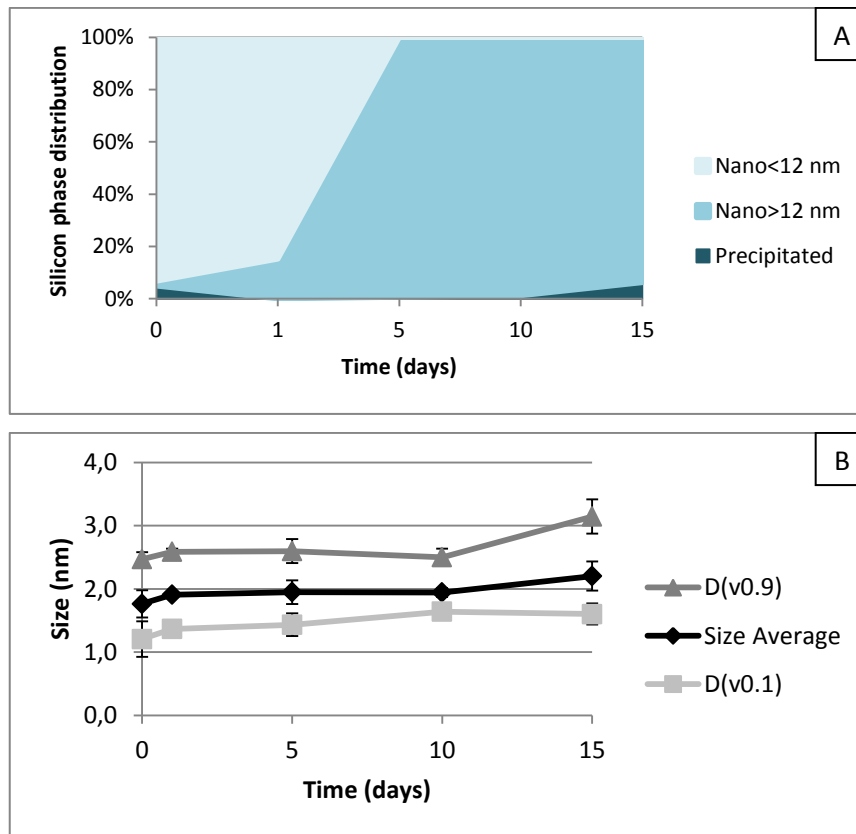 A
100%
80%
60%
40%
20%
0%
Silicon phase distribution
0 1 5 10 15
Time (days)
Nano<12 nm
Nano>12 nm
Precipitated
B
4,0
3,0
2,0
1,0
0,0
Size (nm)
0 5 10 15
Time (days)
D(v0.9)
Size Average
D(v0.1)